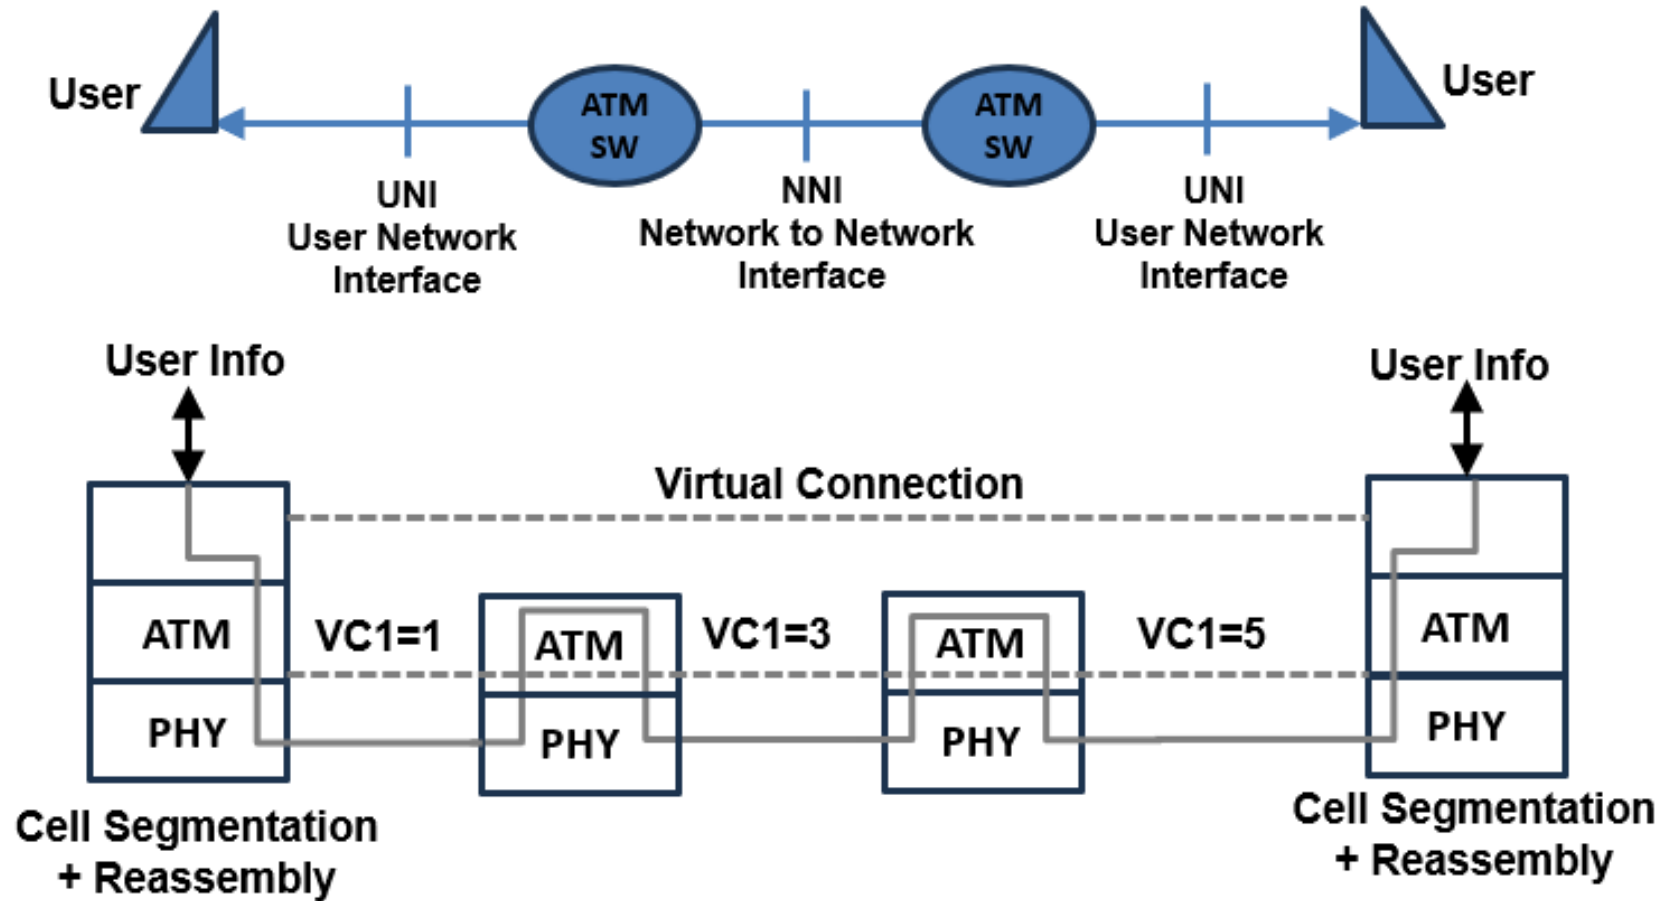 User
ATM
SW
ATM
SW
User
UNI
User Network
Interface
NNI
Network to Network
Interface
UNI
User Network
Interface
User Info
User Info
Virtual Connection
ATM
VC1=1
ATM
VC1=3
ATM
VC1=5
ATM
PHY
PHY
PHY
PHY
Cell Segmentation
+ Reassembly
Cell Segmentation
+ Reassembly